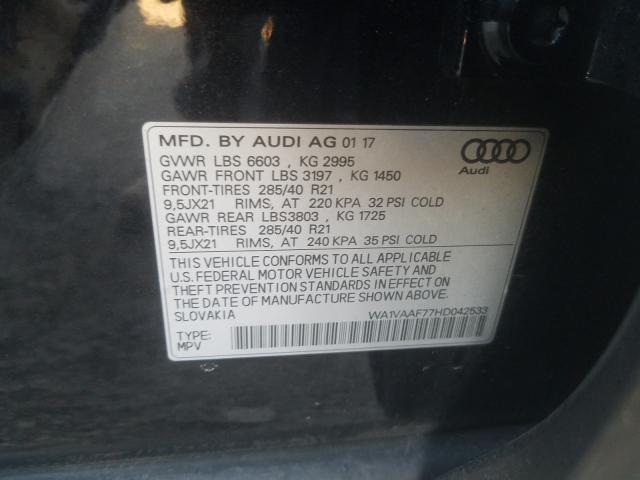 MFD. BY AUDI AG 01 17
GVWR LBS 6603 , KG 2995
GAWR FRONT LBS 3197 , KG 1450
FRONT-TIRES 285/40 R21
9,5JX21 RIMS, AT 220 KPA 32 PSI COLD
GAWR REAR LBS3803 , KG 1725
REAR-TIRES 285/40 R21
9,5JX21 RIMS, AT 240 KPA 35 PSI COLD
THIS VEHICLE CONFORMS TO ALL APPLICABLE
U.S. FEDERAL MOTOR VEHICLE SAFETY AND
THEFT PREVENTION STANDARDS IN EFFECT ON
THE DATE OF MANUFACTURE SHOWN ABOVE.
SLOVAKIA
WA1VAAF77HD042533
TYPE:
MPV
Audi